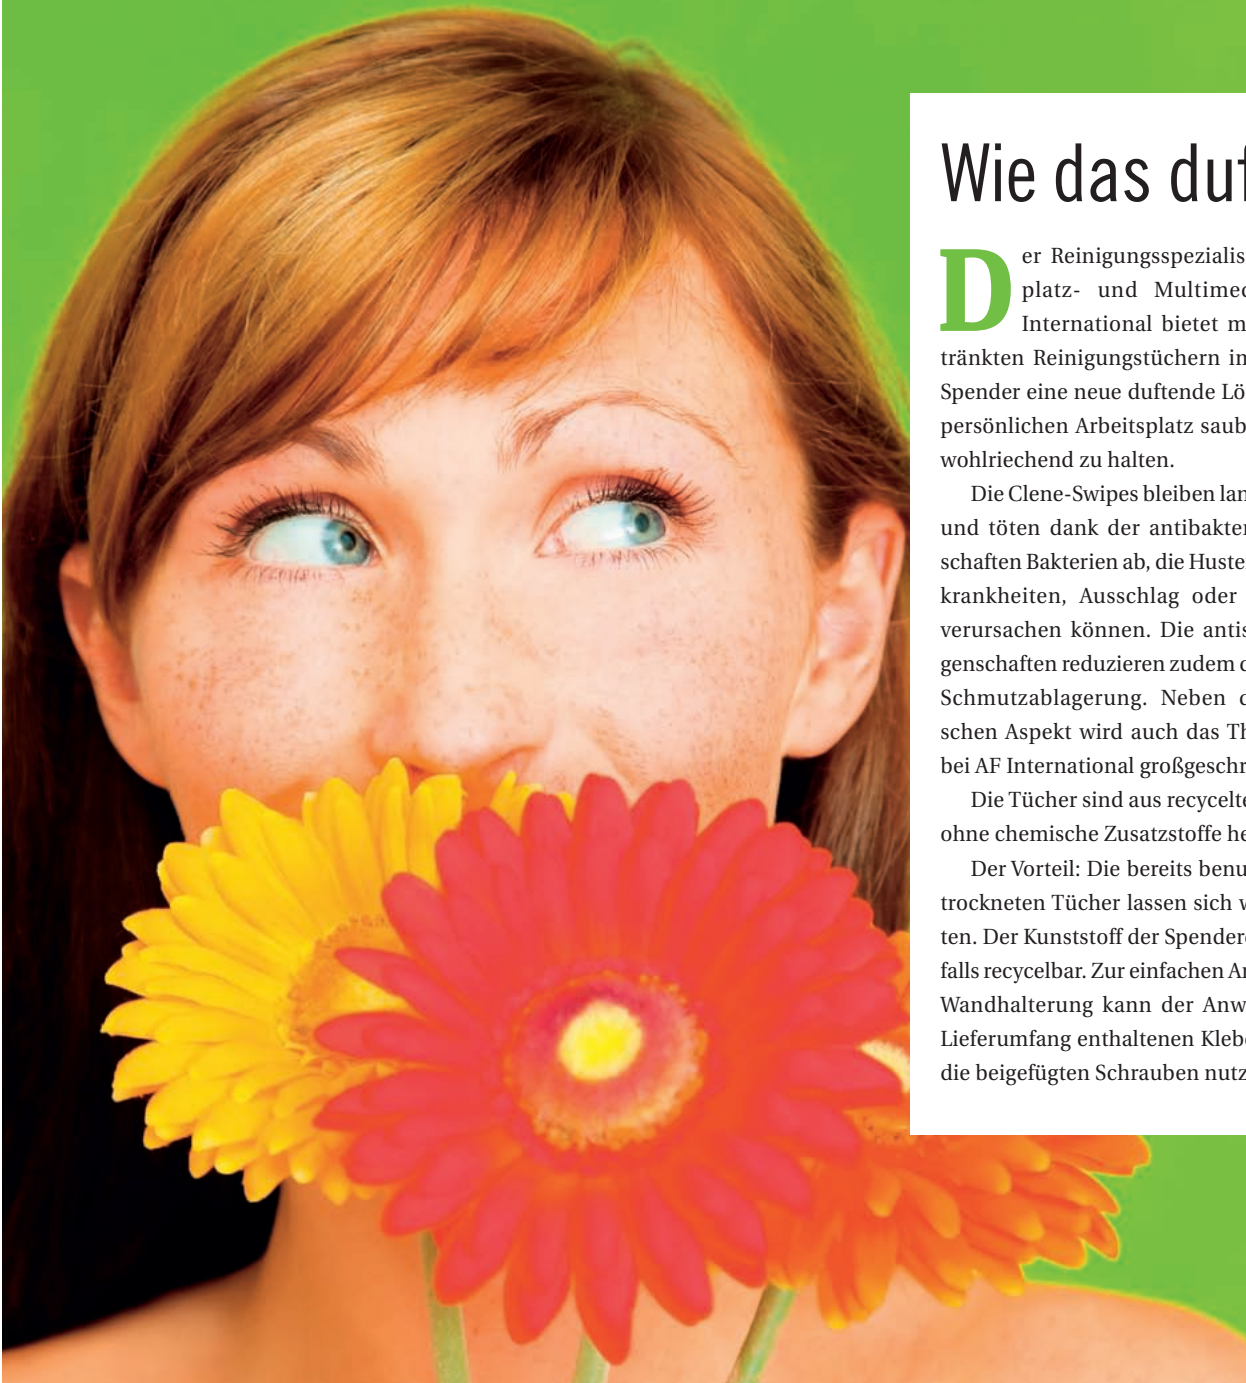 Wie das duf
Der Reinigungsspezialis
platz- und Multimed
International bietet m
tränkten Reinigungstüchern in
Spender eine neue duftende Lö
persönlichen Arbeitsplatz saub
wohlriechend zu halten.
Die Clene-Swipes bleiben lan
und töten dank der antibakter
schaften Bakterien ab, die Huste
krankheiten, Ausschlag oder
verursachen können. Die antis
genschaften reduzieren zudem d
Schmutzablagerung. Neben d
schen Aspekt wird auch das Th
bei AF International großgeschr
Die Tücher sind aus recycelte
ohne chemische Zusatzstoffe he
Der Vorteil: Die bereits benu
trockneten Tücher lassen sich w
ten. Der Kunststoff der Spender
falls recycelbar. Zur einfachen An
Wandhalterung kann der Anw
Lieferumfang enthaltenen Klebe
die beigefügten Schrauben nutz